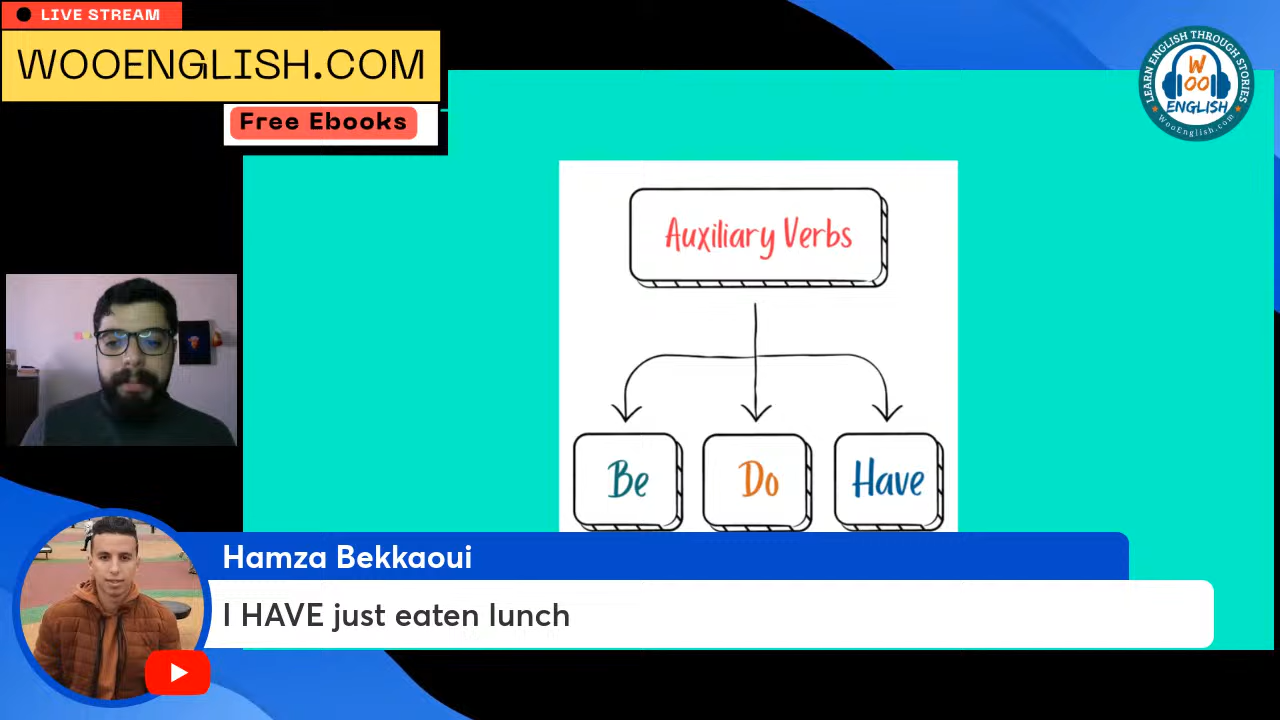 LIVE STREAM
WOOENGLISH.COM
Free Ebooks
LEARN ENGLISH THROUGH STORIES
WOO
ENGLISH
WooEnglish.com
Auxiliary Verbs
Be
Do
Have
Hamza Bekkaoui
I HAVE just eaten lunch